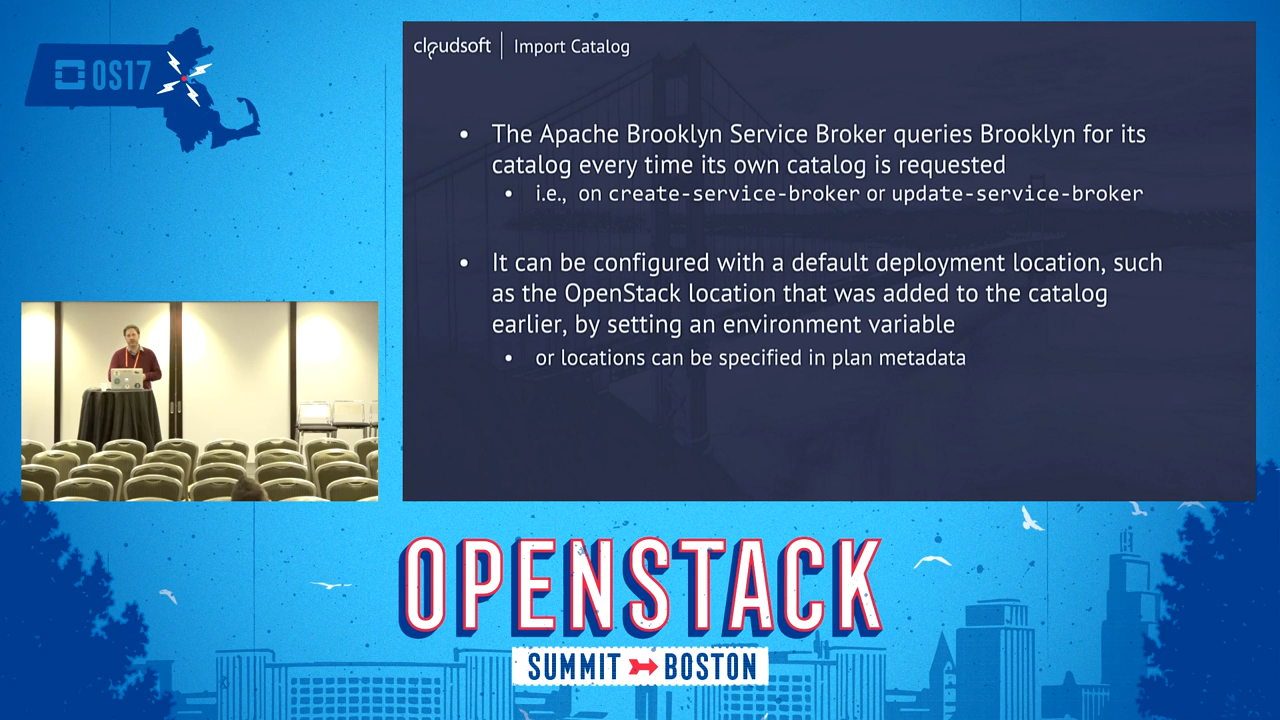 OS17
cloudsoft | Import Catalog
• The Apache Brooklyn Service Broker queries Brooklyn for its
catalog every time its own catalog is requested
• i.e., on create-service-broker or update-service-broker
• It can be configured with a default deployment location, such
as the OpenStack location that was added to the catalog
earlier, by setting an environment variable
• or locations can be specified in plan metadata
OPENSTACK
SUMMIT BOSTON